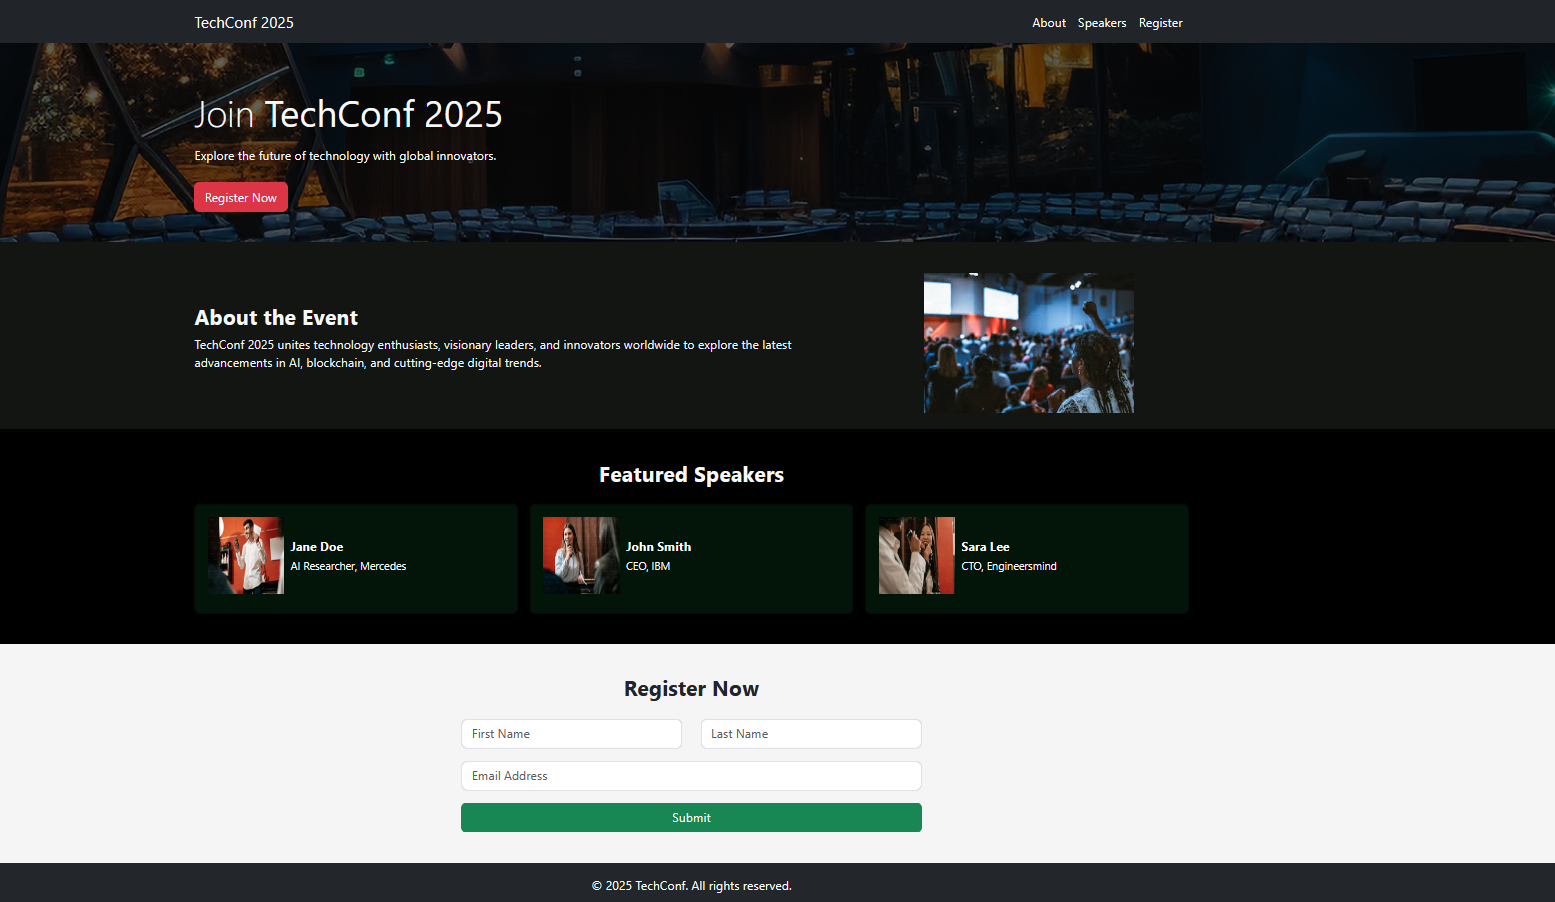 TechConf 2025
About Speakers Register
Join TechConf 2025
Explore the future of technology with global innovators.
Register Now
About the Event
TechConf 2025 unites technology enthusiasts, visionary leaders, and innovators worldwide to explore the latest
advancements in AI, blockchain, and cutting-edge digital trends.
Featured Speakers
Jane Doe
AI Researcher, Mercedes
John Smith
CEO, IBM
Sara Lee
CTO, Engineersmind
Register Now
First Name
Last Name
Email Address
Submit
© 2025 TechConf. All rights reserved.